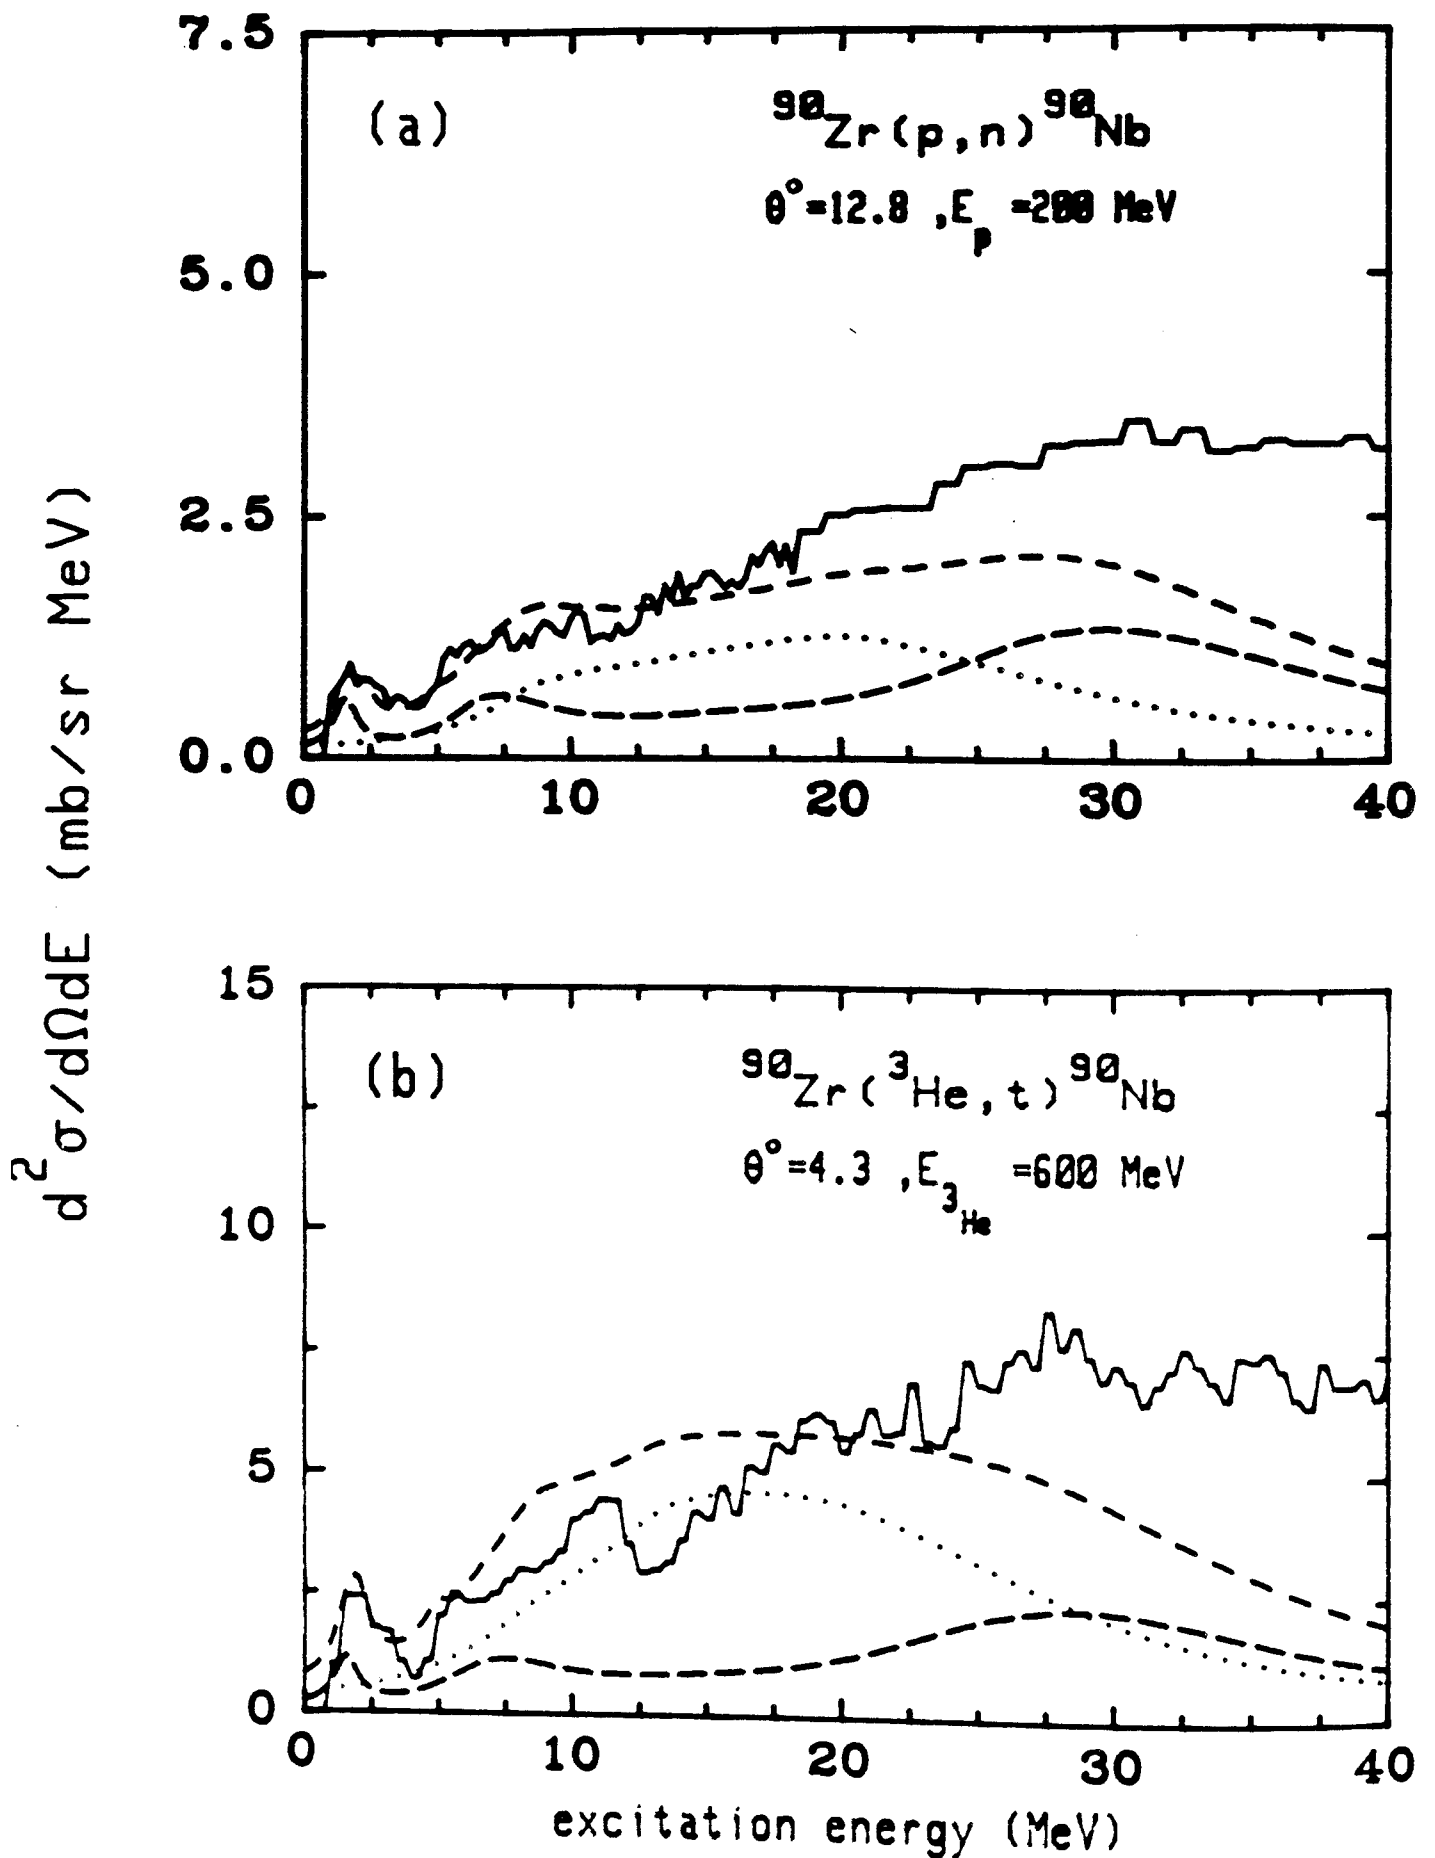 d²σ/dΩdE (mb/sr MeV)
7.5
5.0
2.5
0.0
(a)
⁹⁰Zr(p,n)⁹⁰Nb
θ°=12.8 ,E_p =200 MeV
0 10 20 30 40
15
10
5
0
(b)
⁹⁰Zr(³He,t)⁹⁰Nb
θ°=4.3 ,E_3He =600 MeV
0 10 20 30 40
excitation energy (MeV)